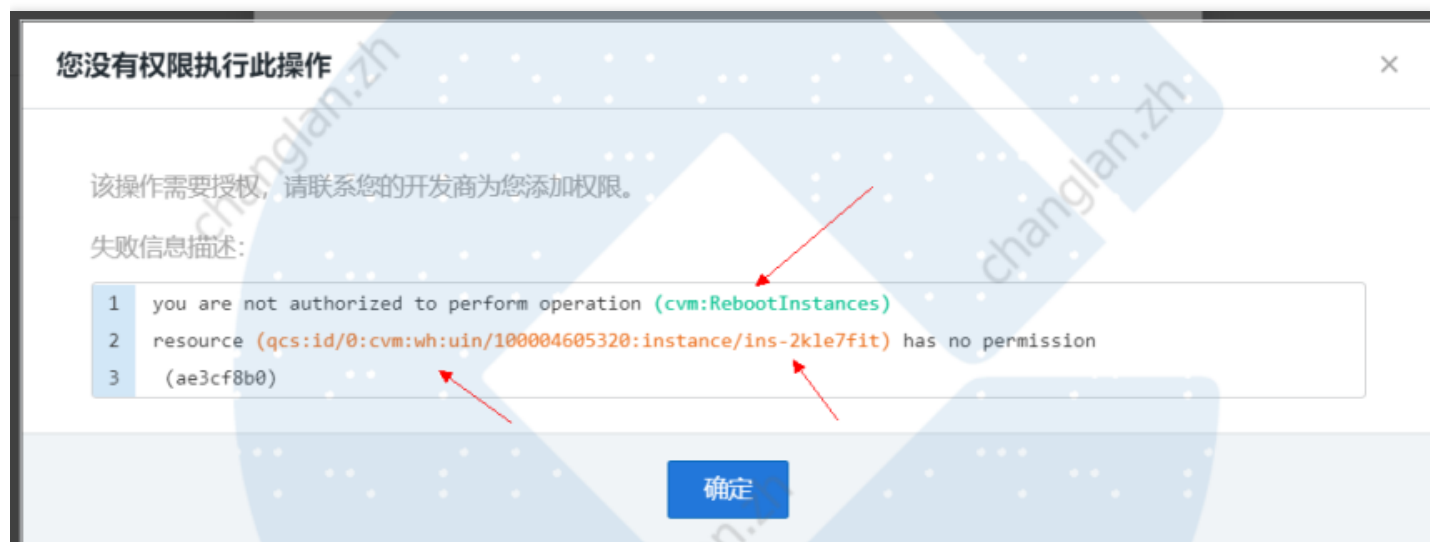 您没有权限执行此操作
×
该操作需要授权，请联系您的开发商为您添加权限。
失败信息描述:
1 you are not authorized to perform operation (cvm:RebootInstances)
2 resource (qcs:id/0:cvm:wh:uin/100004605320:instance/ins-2kle7fit) has no permission
3 (ae3cf8b0)
确定
changlan.zh
changlan.zh
changlan.zh